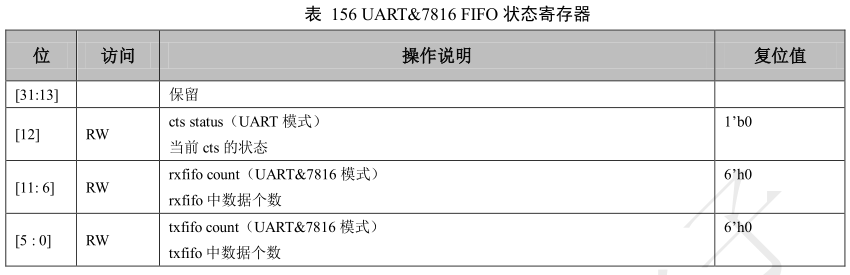 表 156 UART&7816 FIFO 状态寄存器
位 访问 操作说明 复位值
[31:13] 保留
[12] RW cts status（UART 模式） 1’b0
当前 cts 的状态
[11: 6] RW rxfifo count（UART&7816 模式） 6’h0
rxfifo 中数据个数
[5 : 0] RW txfifo count（UART&7816 模式） 6’h0
txfifo 中数据个数